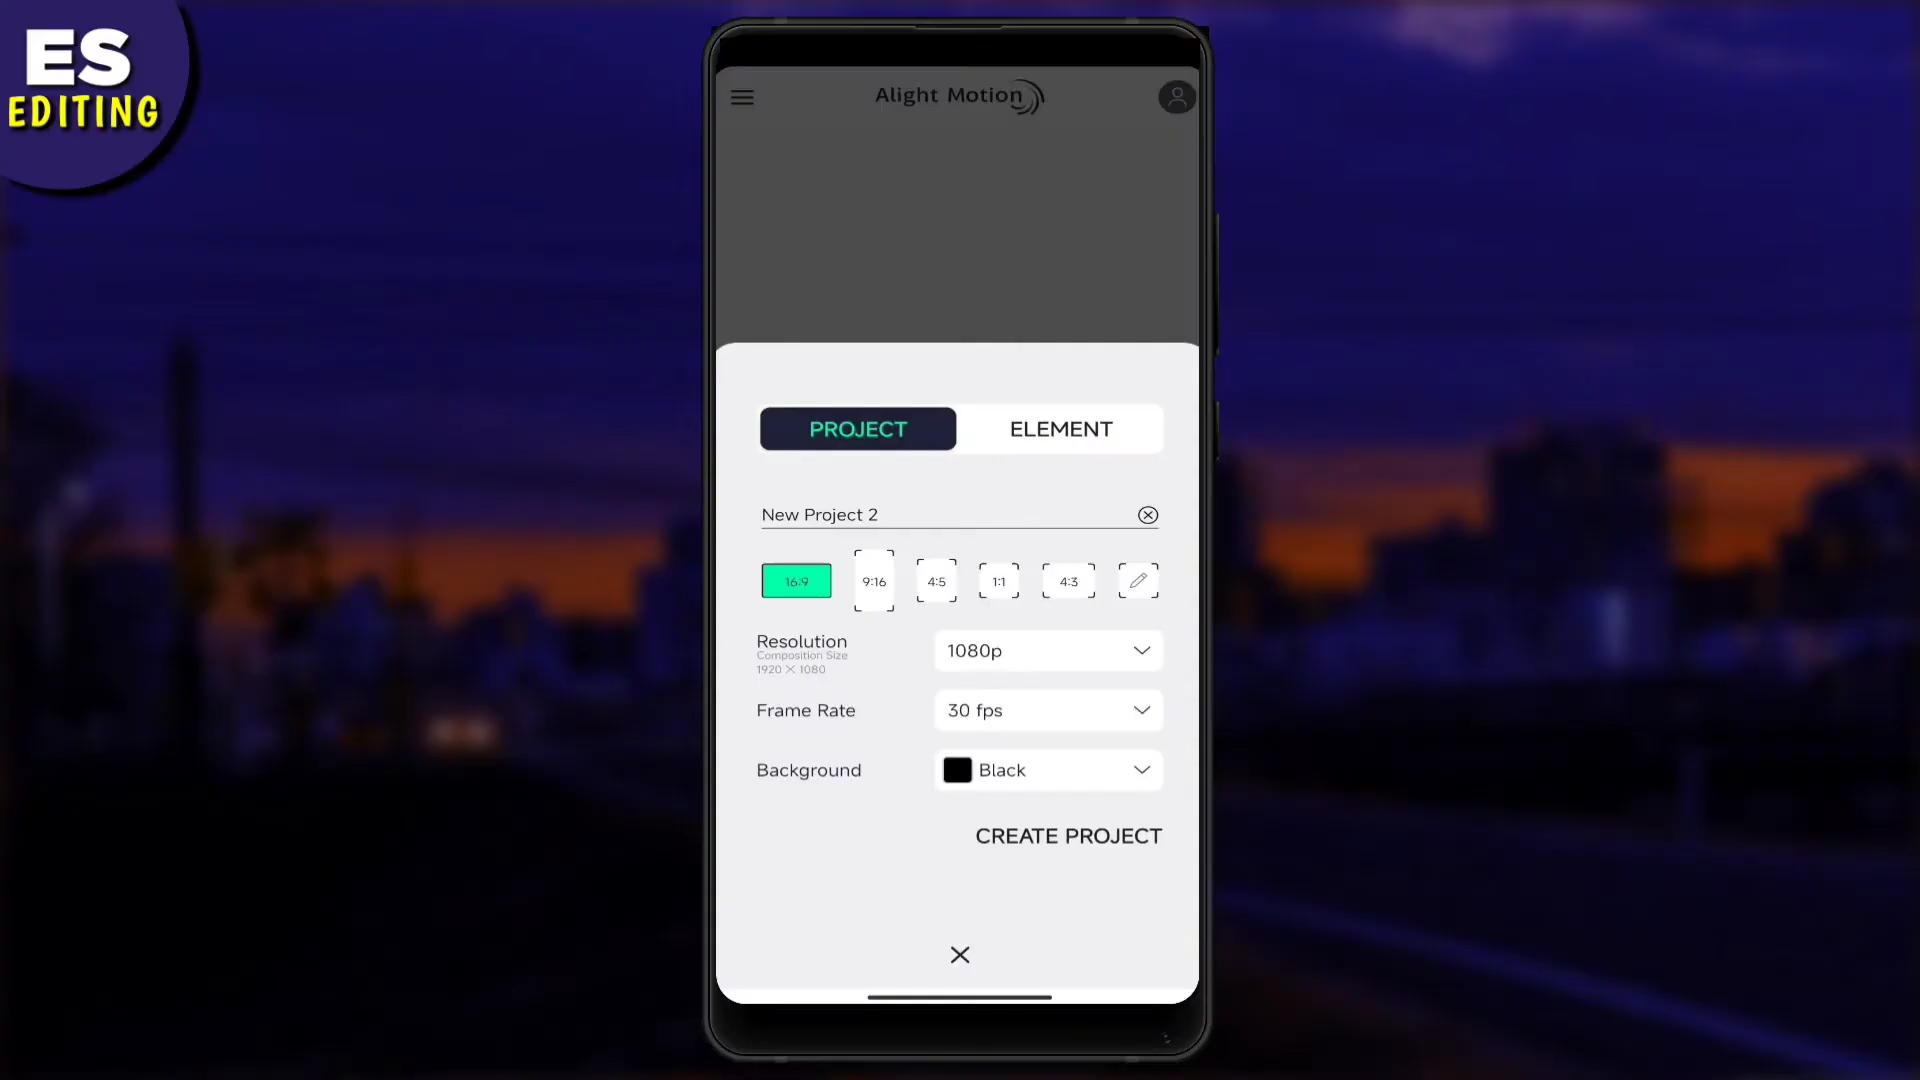 ES
EDITING
Alight Motion
PROJECT
ELEMENT
New Project 2
16:9
9:16
4:5
1:1
4:3
Resolution
Composition Size
1920 × 1080
1080p
Frame Rate
30 fps
Background
Black
CREATE PROJECT